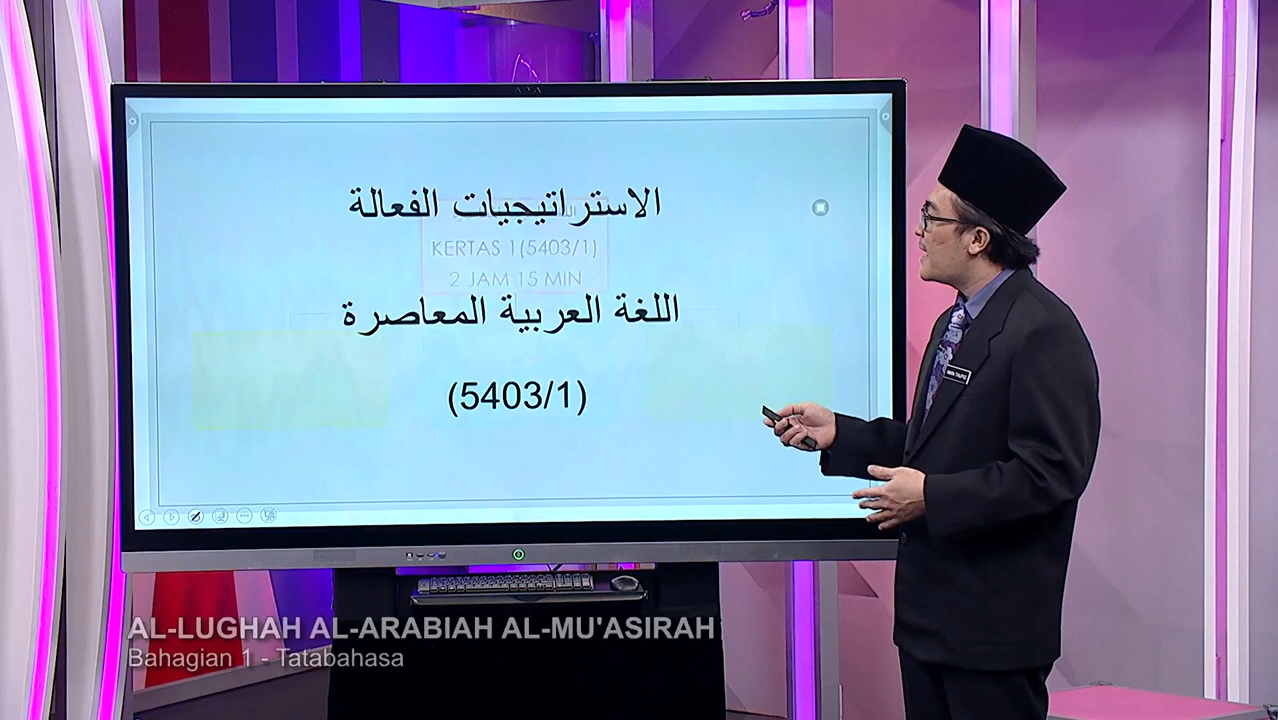 الاستراتيجيات الفعالة
KERTAS 1(5403/1)
2 JAM 15 MIN
اللغة العربية المعاصرة
(5403/1)
AL-LUGHAH AL-ARABIAH AL-MU'ASIRAH
Bahagian 1 - Tatabahasa